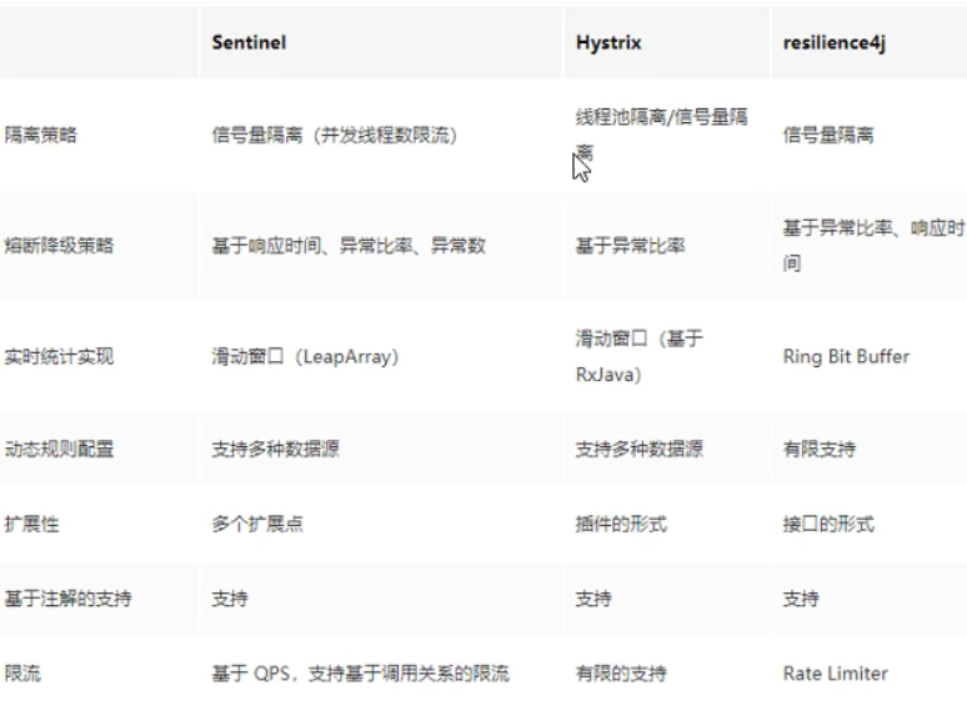 Sentinel Hystrix resilience4j
隔离策略 信号量隔离（并发线程数限流） 线程池隔离/信号量隔
离 信号量隔离
熔断降级策略 基于响应时间、异常比率、异常数 基于异常比率 基于异常比率、响应时
间
实时统计实现 滑动窗口（LeapArray） 滑动窗口（基于
RxJava） Ring Bit Buffer
动态规则配置 支持多种数据源 支持多种数据源 有限支持
扩展性 多个扩展点 插件的形式 接口的形式
基于注解的支持 支持 支持 支持
限流 基于 QPS，支持基于调用关系的限流 有限的支持 Rate Limiter